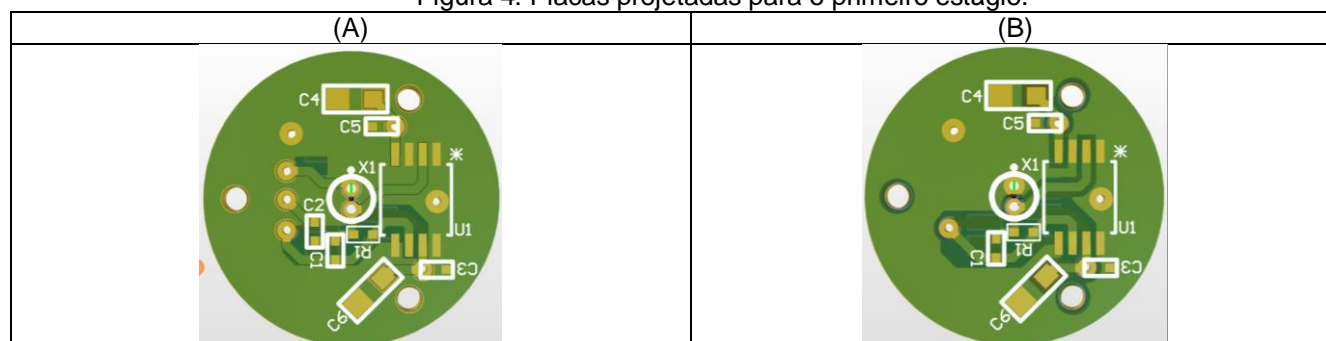 Figura 4. Placas projetadas para o primeiro estágio.
(A)
(B)
C4
C5
X1
C2
U1
R1
C1
C3
C6
C4
C5
X1
U1
R1
C1
C3
C6